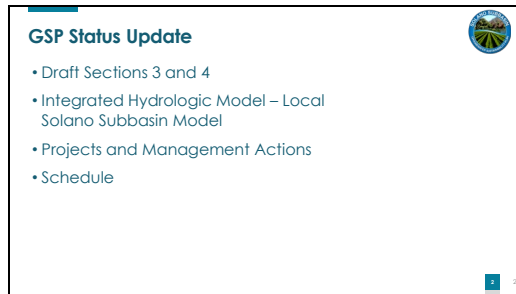 GSP Status Update
• Draft Sections 3 and 4
• Integrated Hydrologic Model – Local
Solano Subbasin Model
• Projects and Management Actions
• Schedule
2 2